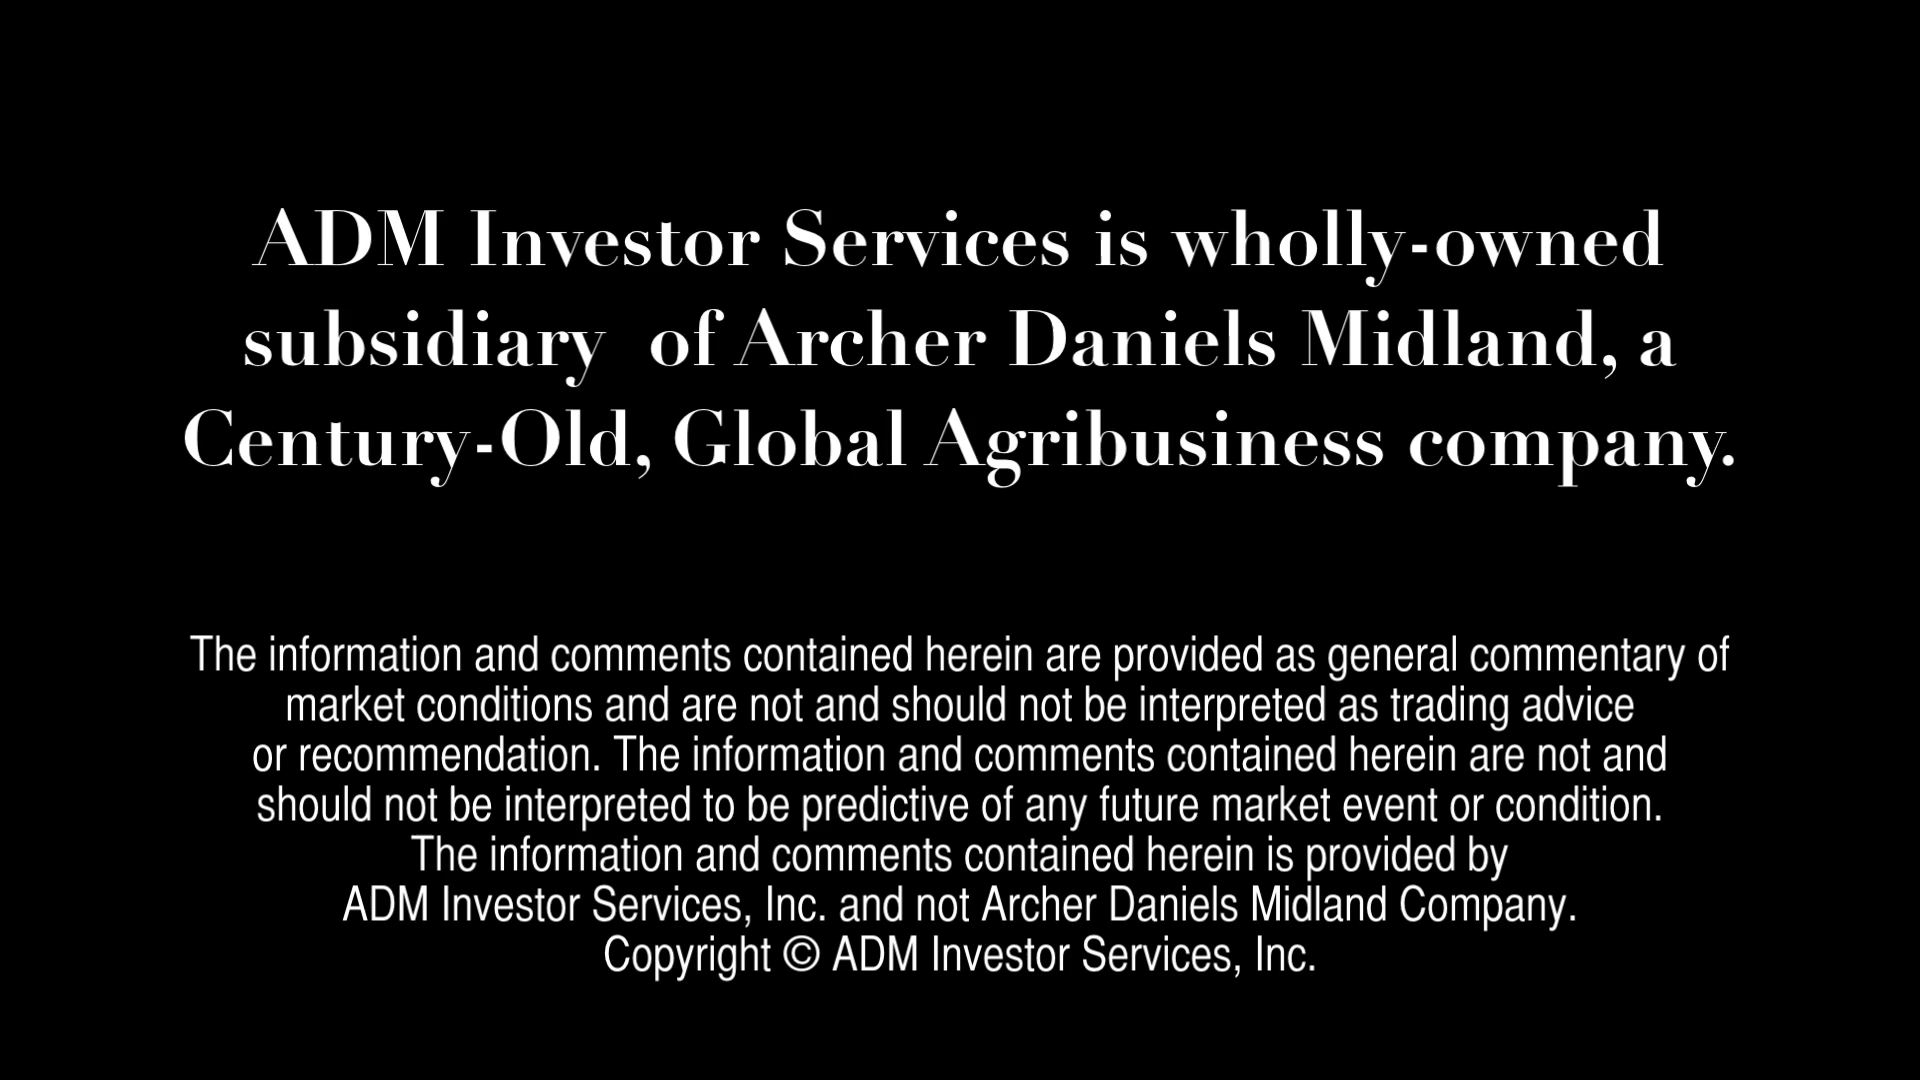 ADM Investor Services is wholly-owned
subsidiary  of Archer Daniels Midland, a
Century-Old, Global Agribusiness company.
The information and comments contained herein are provided as general commentary of
market conditions and are not and should not be interpreted as trading advice
or recommendation. The information and comments contained herein are not and
should not be interpreted to be predictive of any future market event or condition.
The information and comments contained herein is provided by
ADM Investor Services, Inc. and not Archer Daniels Midland Company.
Copyright © ADM Investor Services, Inc.